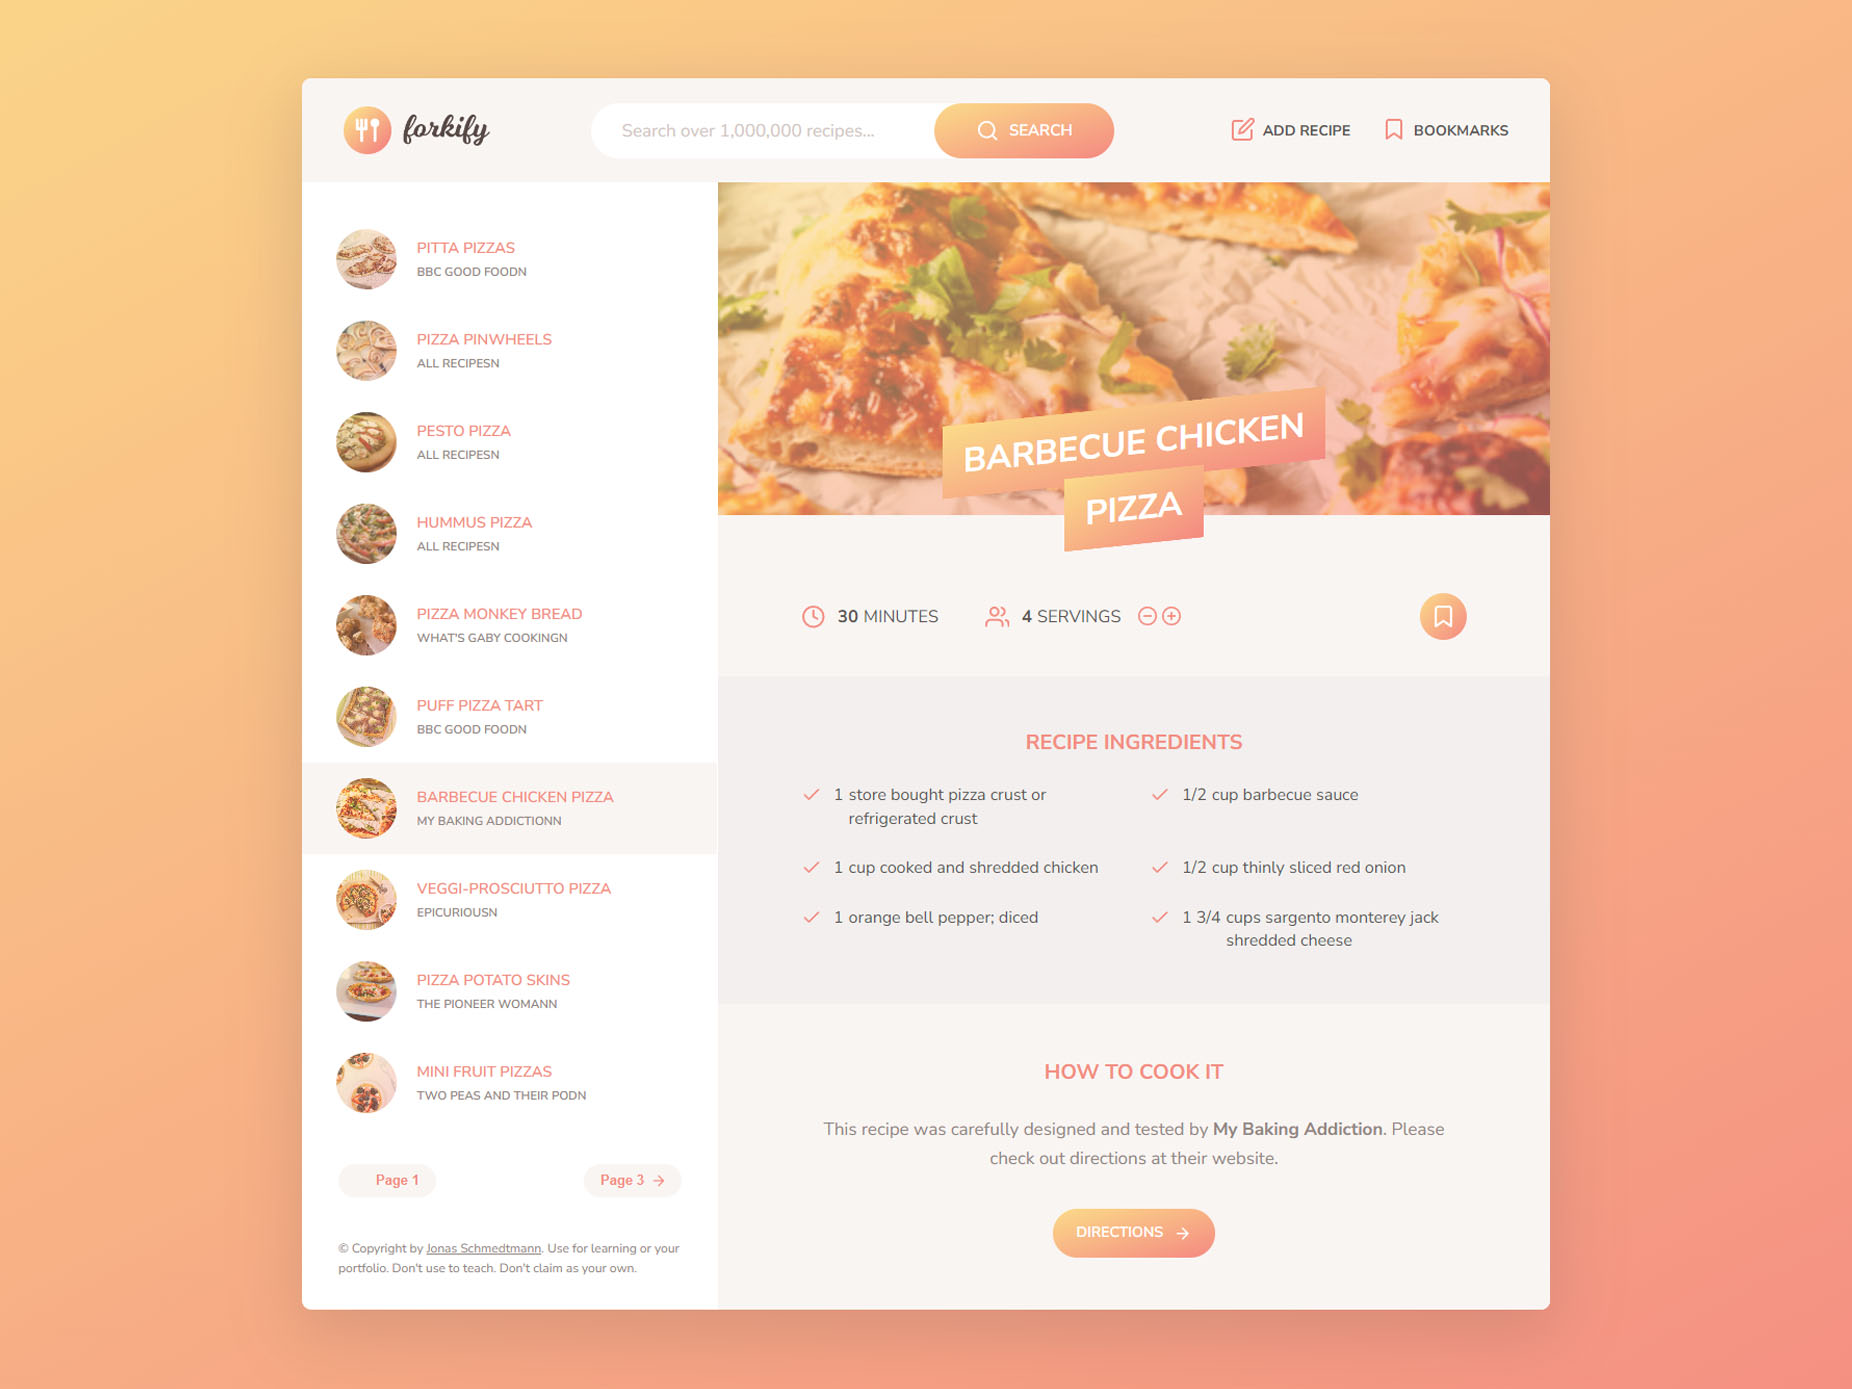 forkify
Search over 1,000,000 recipes...
SEARCH
ADD RECIPE
BOOKMARKS
PITTA PIZZAS
BBC GOOD FOODN
PIZZA PINWHEELS
ALL RECIPESN
PESTO PIZZA
ALL RECIPESN
HUMMUS PIZZA
ALL RECIPESN
PIZZA MONKEY BREAD
WHAT'S GABY COOKINGN
PUFF PIZZA TART
BBC GOOD FOODN
BARBECUE CHICKEN PIZZA
MY BAKING ADDICTIONN
VEGGI-PROSCIUTTO PIZZA
EPICURIOUSN
PIZZA POTATO SKINS
THE PIONEER WOMANN
MINI FRUIT PIZZAS
TWO PEAS AND THEIR PODN
Page 1
Page 3
© Copyright by Jonas Schmedtmann. Use for learning or your
portfolio. Don't use to teach. Don't claim as your own.
BARBECUE CHICKEN
PIZZA
30 MINUTES
4 SERVINGS
RECIPE INGREDIENTS
1 store bought pizza crust or
refrigerated crust
1/2 cup barbecue sauce
1 cup cooked and shredded chicken
1/2 cup thinly sliced red onion
1 orange bell pepper; diced
1 3/4 cups sargento monterey jack
shredded cheese
HOW TO COOK IT
This recipe was carefully designed and tested by My Baking Addiction. Please
check out directions at their website.
DIRECTIONS